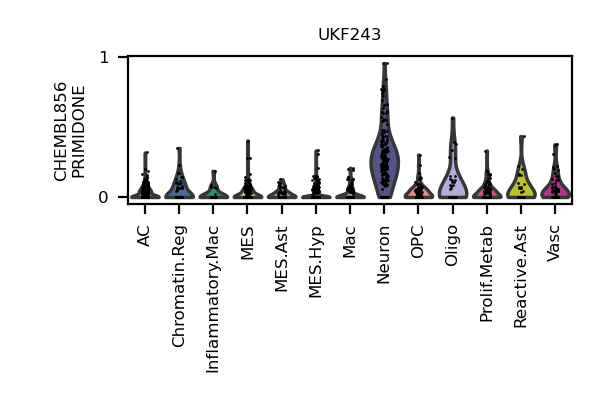 UKF243
CHEMBL856
PRIMIDONE
1
0
AC
Chromatin.Reg
Inflammatory.Mac
MES
MES.Ast
MES.Hyp
Mac
Neuron
OPC
Oligo
Prolif.Metab
Reactive.Ast
Vasc